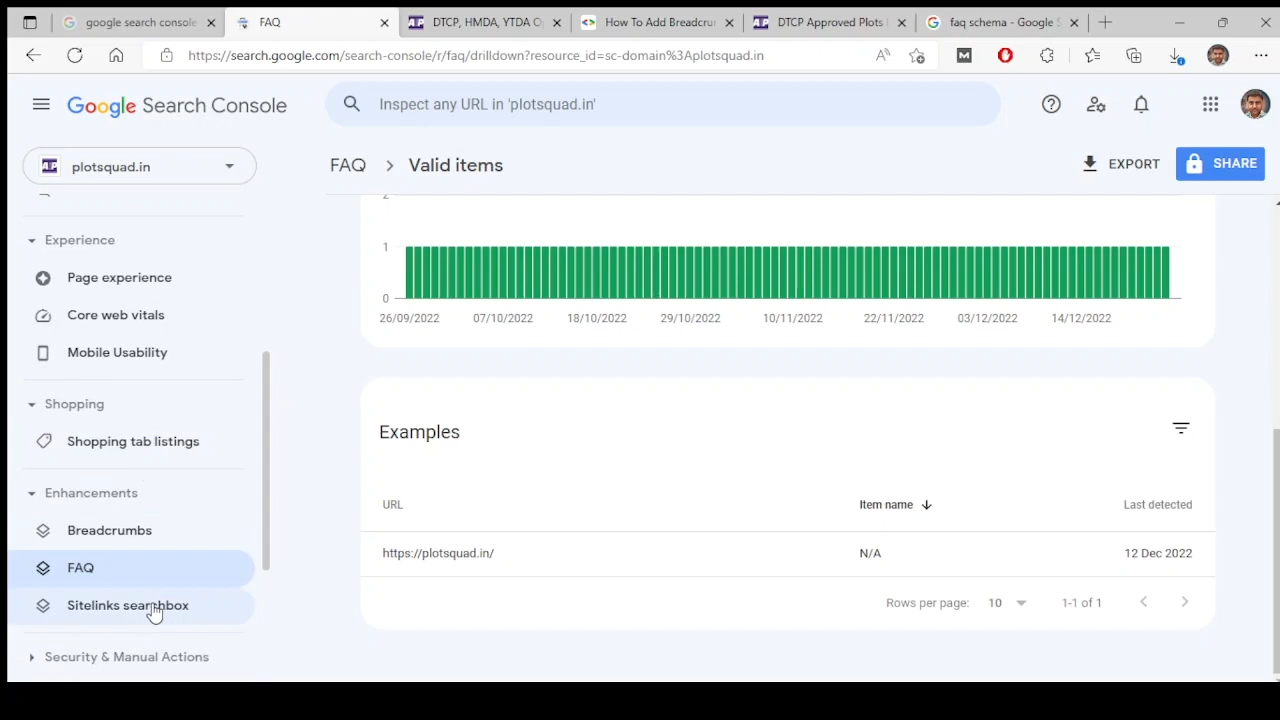 google search console
FAQ
DTCP, HMDA, YTDA O
How To Add Breadcru
DTCP Approved Plots
faq schema - Google S
https://search.google.com/search-console/r/faq/drilldown?resource_id=sc-domain%3Aplotsquad.in
Google Search Console
Inspect any URL in 'plotsquad.in'
plotsquad.in
FAQ > Valid items
EXPORT
SHARE
Experience
Page experience
Core web vitals
Mobile Usability
Shopping
Shopping tab listings
Enhancements
Breadcrumbs
FAQ
Sitelinks searchbox
Security & Manual Actions
2
1
0
26/09/2022 07/10/2022 18/10/2022 29/10/2022 10/11/2022 22/11/2022 03/12/2022 14/12/2022
Examples
URL Item name Last detected
https://plotsquad.in/ N/A 12 Dec 2022
Rows per page: 10 1-1 of 1